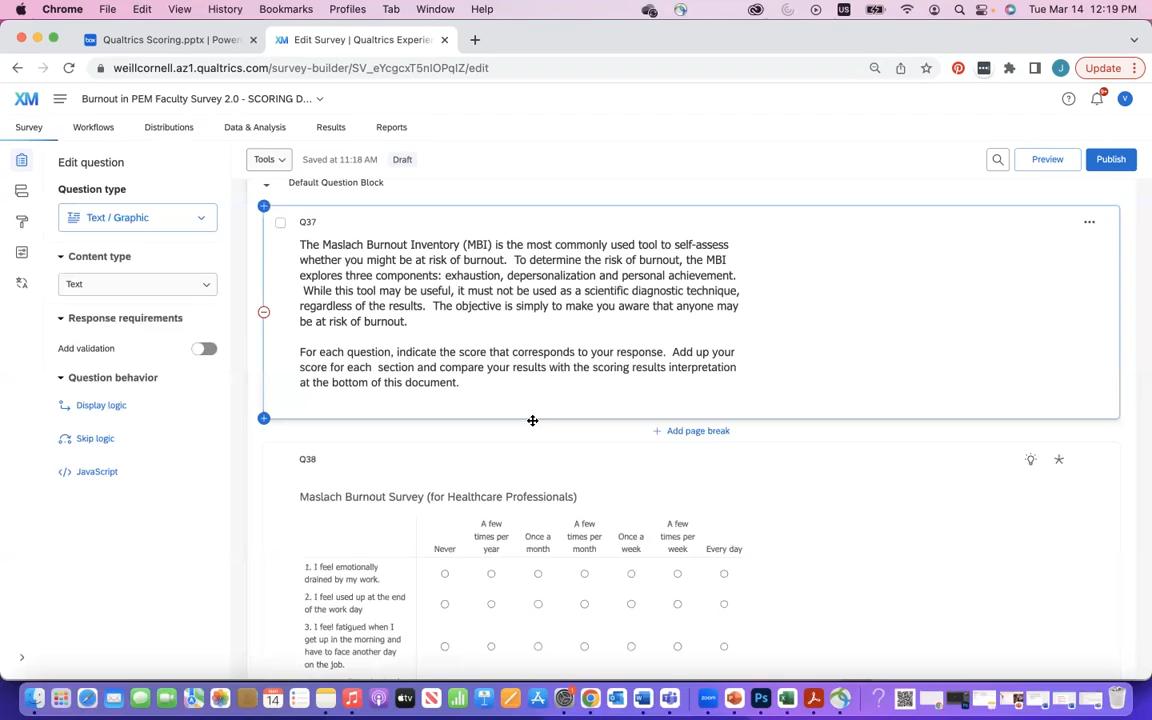 Chrome File Edit View History Bookmarks Profiles Tab Window Help US Tue Mar 14 12:19 PM
box Qualtrics Scoring.pptx | Power XM Edit Survey | Qualtrics Experie
weillcornell.az1.qualtrics.com/survey-builder/SV_eYcgcxT5nIOPqIZ/edit J Update
XM Burnout in PEM Faculty Survey 2.0 - SCORING D... 9+ V
Survey Workflows Distributions Data & Analysis Results Reports
Edit question Tools Saved at 11:18 AM Draft Preview Publish
Default Question Block
Question type
Text / Graphic
Content type
Text
Response requirements
Add validation
Question behavior
Display logic
Skip logic
JavaScript
Q37
The Maslach Burnout Inventory (MBI) is the most commonly used tool to self-assess
whether you might be at risk of burnout. To determine the risk of burnout, the MBI
explores three components: exhaustion, depersonalization and personal achievement.
While this tool may be useful, it must not be used as a scientific diagnostic technique,
regardless of the results. The objective is simply to make you aware that anyone may
be at risk of burnout.
For each question, indicate the score that corresponds to your response. Add up your
score for each section and compare your results with the scoring results interpretation
at the bottom of this document.
Add page break
Q38
Maslach Burnout Survey (for Healthcare Professionals)
Never
A few
times per
year
Once a
month
A few
times per
month
Once a
week
A few
times per
week
Every day
1. I feel emotionally
drained by my work.
2. I feel used up at the end
of the work day
3. I feel fatigued when I
get up in the morning and
have to face another day
on the job.
MAR
14